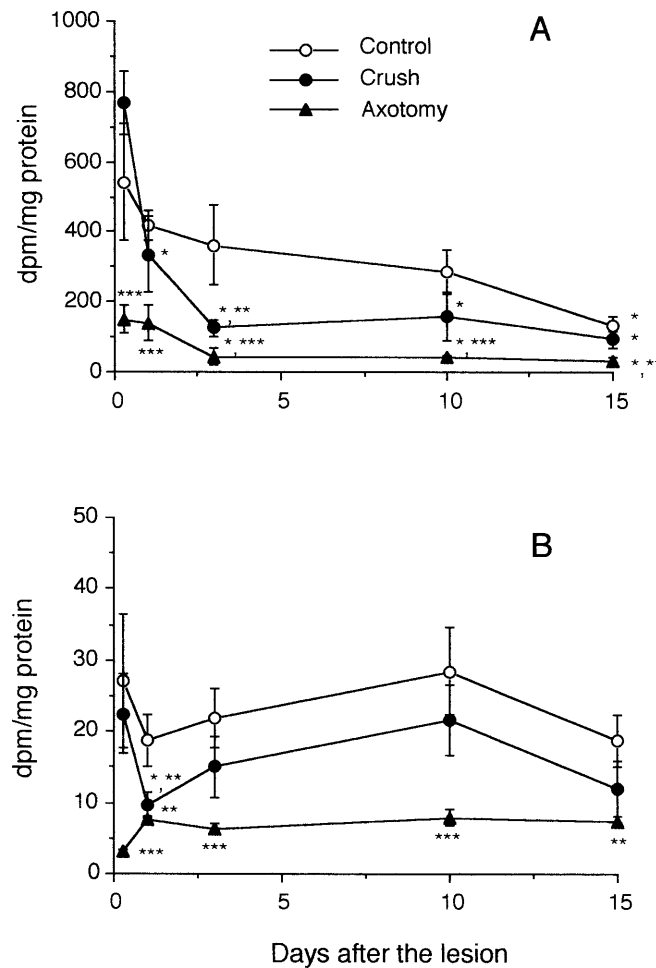 1000
A
Control
800
Crush
Axotomy
dpm/mg protein
600
400
*
200
***
*,**
*
*
***
*,***
*,***
*
0
*,*
0 5 10 15
50
B
40
dpm/mg protein
30
20
*,**
10
**
***
***
***
**
0
0 5 10 15
Days after the lesion